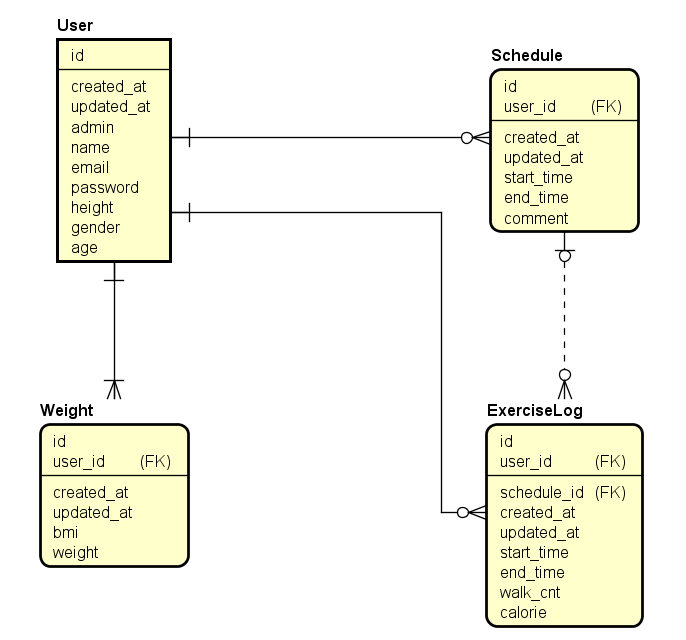 User
id
created_at
updated_at
admin
name
email
password
height
gender
age
Schedule
id
user_id (FK)
created_at
updated_at
start_time
end_time
comment
Weight
id
user_id (FK)
created_at
updated_at
bmi
weight
ExerciseLog
id
user_id (FK)
schedule_id (FK)
created_at
updated_at
start_time
end_time
walk_cnt
calorie